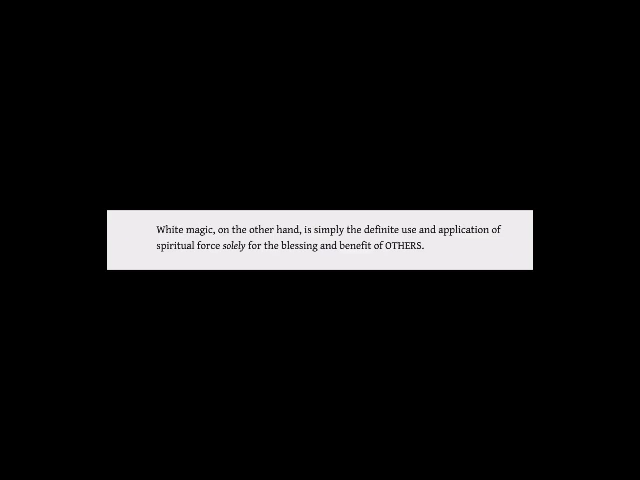 White magic, on the other hand, is simply the definite use and application of
spiritual force solely for the blessing and benefit of OTHERS.